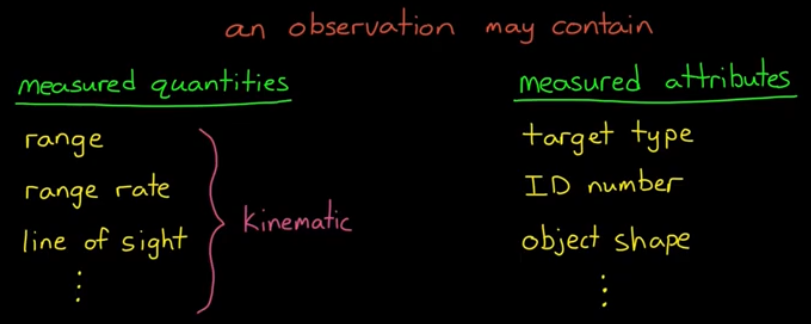 an observation may contain
measured quantities
range
range rate
line of sight
⋮
kinematic
measured attributes
target type
ID number
object shape
⋮